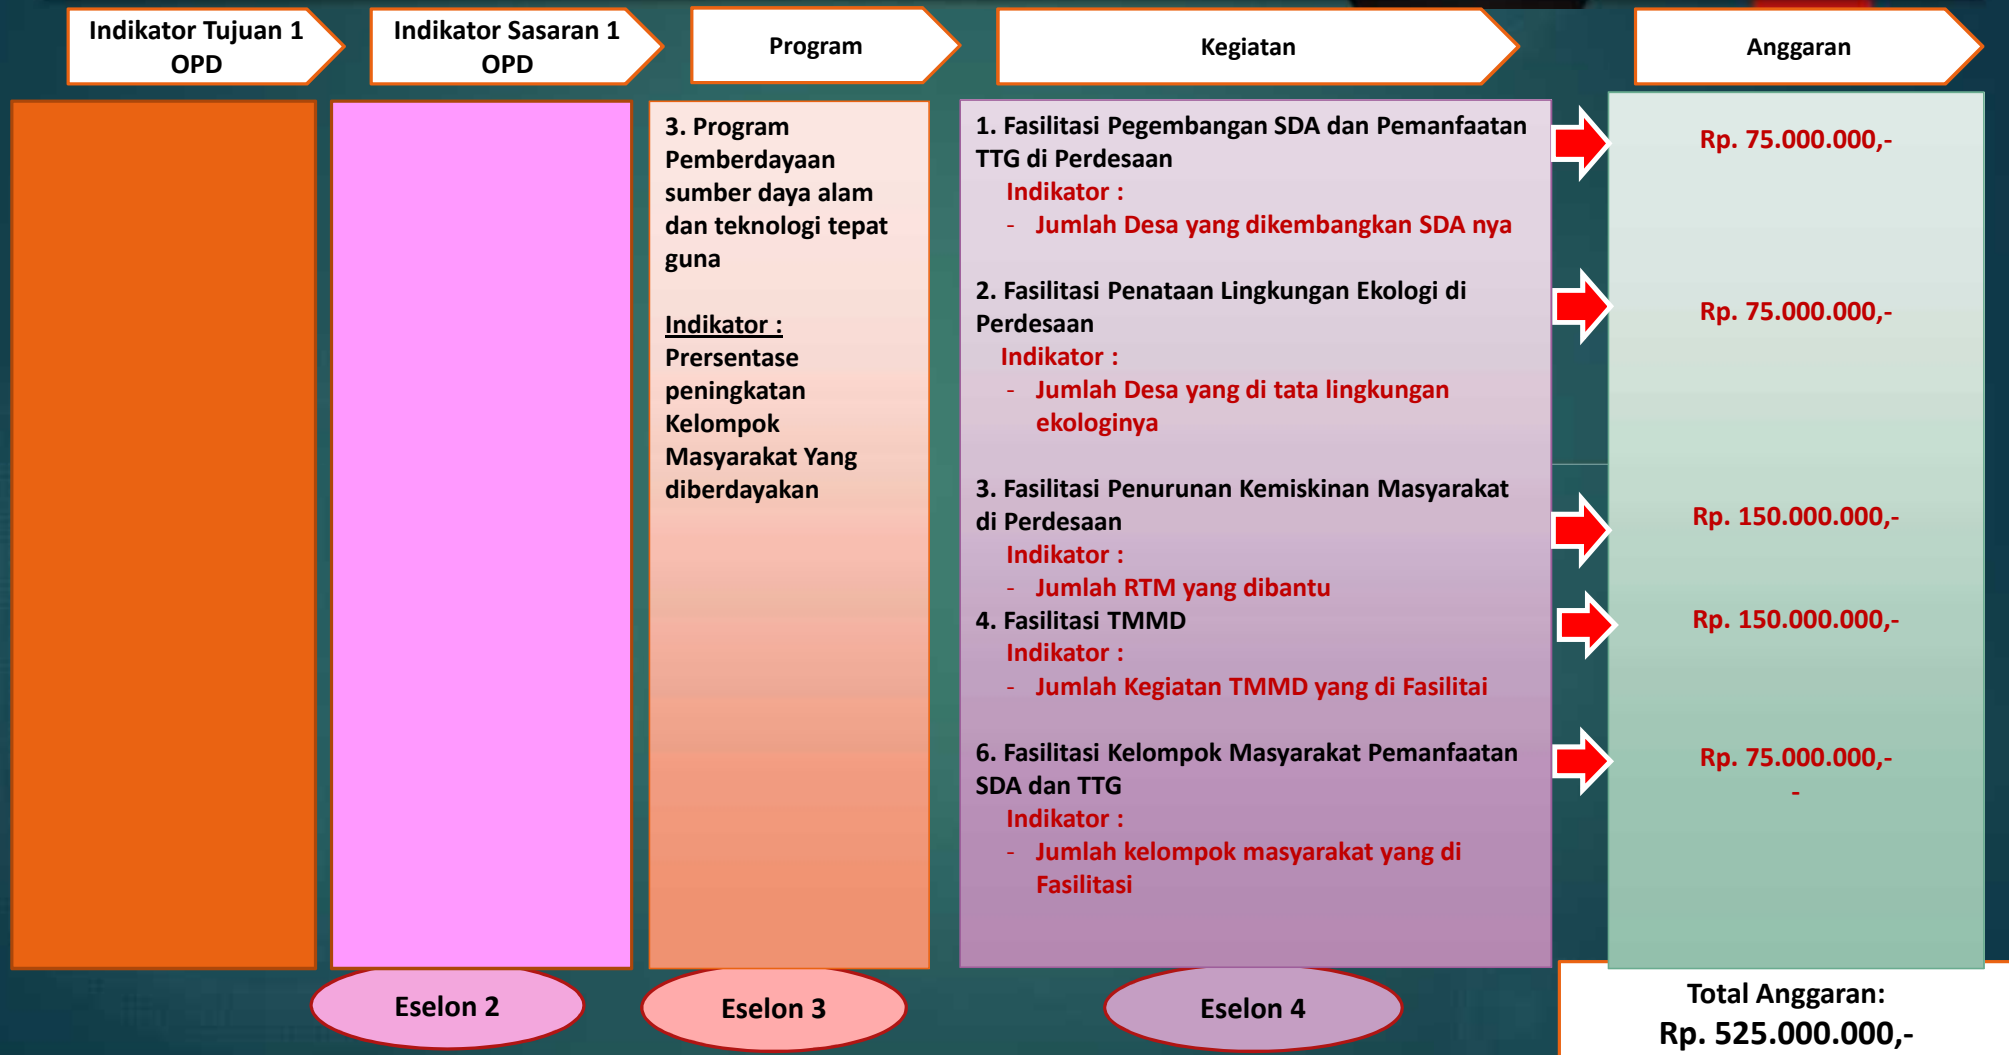 Indikator Tujuan 1
OPD
Indikator Sasaran 1
OPD
Program
Kegiatan
Anggaran
3. Program
Pemberdayaan
sumber daya alam
dan teknologi tepat
guna
Indikator :
Prersentase
peningkatan
Kelompok
Masyarakat Yang
diberdayakan
1. Fasilitasi Pegembangan SDA dan Pemanfaatan
TTG di Perdesaan
Indikator :
- Jumlah Desa yang dikembangkan SDA nya
2. Fasilitasi Penataan Lingkungan Ekologi di
Perdesaan
Indikator :
- Jumlah Desa yang di tata lingkungan
ekologinya
3. Fasilitasi Penurunan Kemiskinan Masyarakat
di Perdesaan
Indikator :
- Jumlah RTM yang dibantu
4. Fasilitasi TMMD
Indikator :
- Jumlah Kegiatan TMMD yang di Fasilitai
6. Fasilitasi Kelompok Masyarakat Pemanfaatan
SDA dan TTG
Indikator :
- Jumlah kelompok masyarakat yang di
Fasilitasi
Rp. 75.000.000,-
Rp. 75.000.000,-
Rp. 150.000.000,-
Rp. 150.000.000,-
Rp. 75.000.000,-
-
Eselon 2
Eselon 3
Eselon 4
Total Anggaran:
Rp. 525.000.000,-